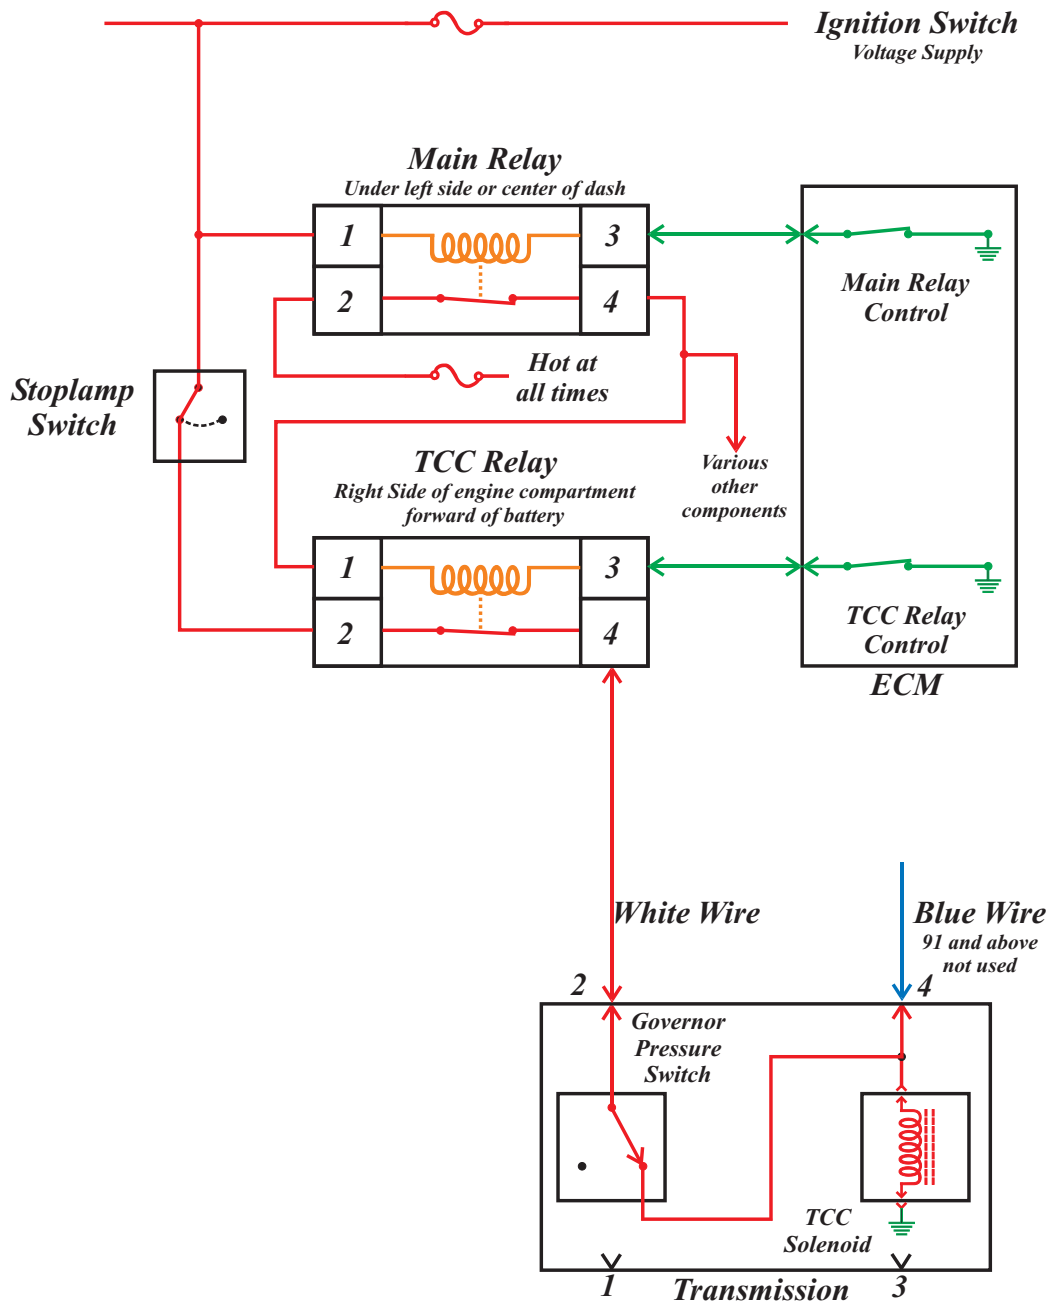 Ignition Switch
Voltage Supply
Main Relay
Under left side or center of dash
1
3
2
4
Main Relay
Control
Hot at
all times
Stoplamp
Switch
TCC Relay
Right Side of engine compartment
forward of battery
Various
other
components
1
3
2
4
TCC Relay
Control
ECM
White Wire
Blue Wire
91 and above
not used
2
4
Governor
Pressure
Switch
TCC
Solenoid
1
Transmission
3